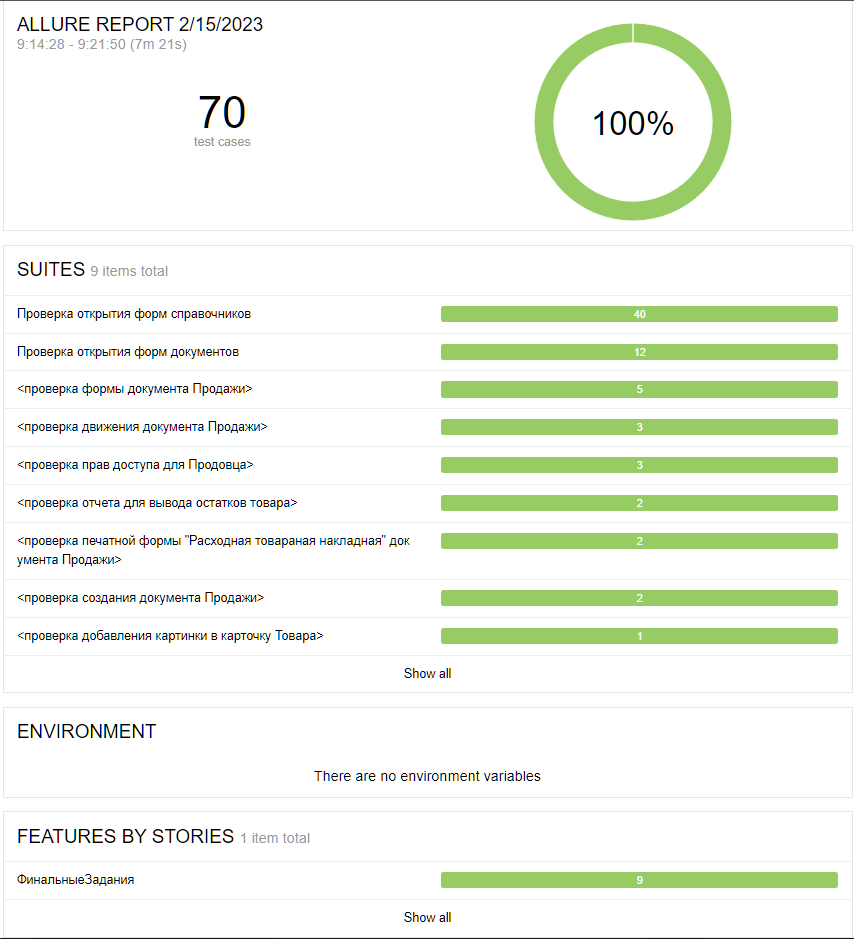 ALLURE REPORT 2/15/2023
9:14:28 - 9:21:50 (7m 21s)
70
test cases
100%
SUITES 9 items total
Проверка открытия форм справочников 40
Проверка открытия форм документов 12
<проверка формы документа Продажи> 5
<проверка движения документа Продажи> 3
<проверка прав доступа для Продовца> 3
<проверка отчета для вывода остатков товара> 2
<проверка печатной формы "Расходная товараная накладная" док 2
умента Продажи>
<проверка создания документа Продажи> 2
<проверка добавления картинки в карточку Товара> 1
Show all
ENVIRONMENT
There are no environment variables
FEATURES BY STORIES 1 item total
ФинальныеЗадания 9
Show all